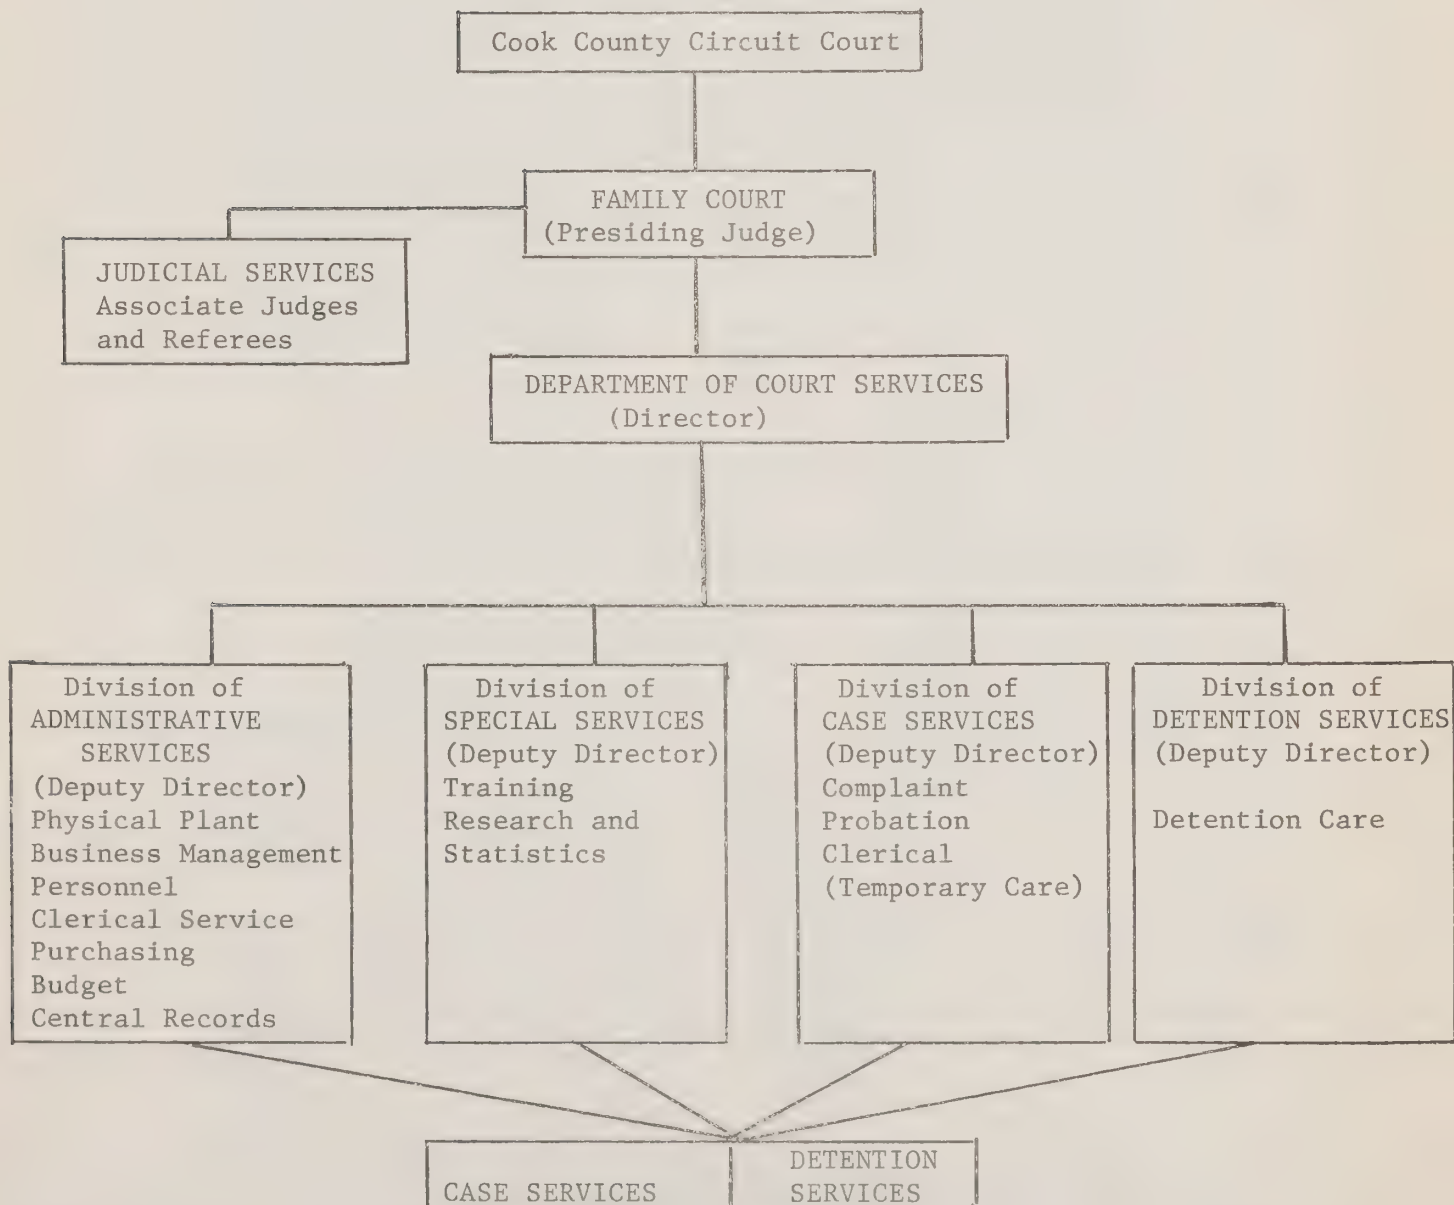 Cook County Circuit Court
FAMILY COURT
(Presiding Judge)
JUDICIAL SERVICES
Associate Judges
and Referees
DEPARTMENT OF COURT SERVICES
(Director)
Division of
ADMINISTRATIVE
SERVICES
(Deputy Director)
Physical Plant
Business Management
Personnel
Clerical Service
Purchasing
Budget
Central Records
Division of
SPECIAL SERVICES
(Deputy Director)
Training
Research and
Statistics
Division of
CASE SERVICES
(Deputy Director)
Complaint
Probation
Clerical
(Temporary Care)
Division of
DETENTION SERVICES
(Deputy Director)
Detention Care
CASE SERVICES
DETENTION
SERVICES